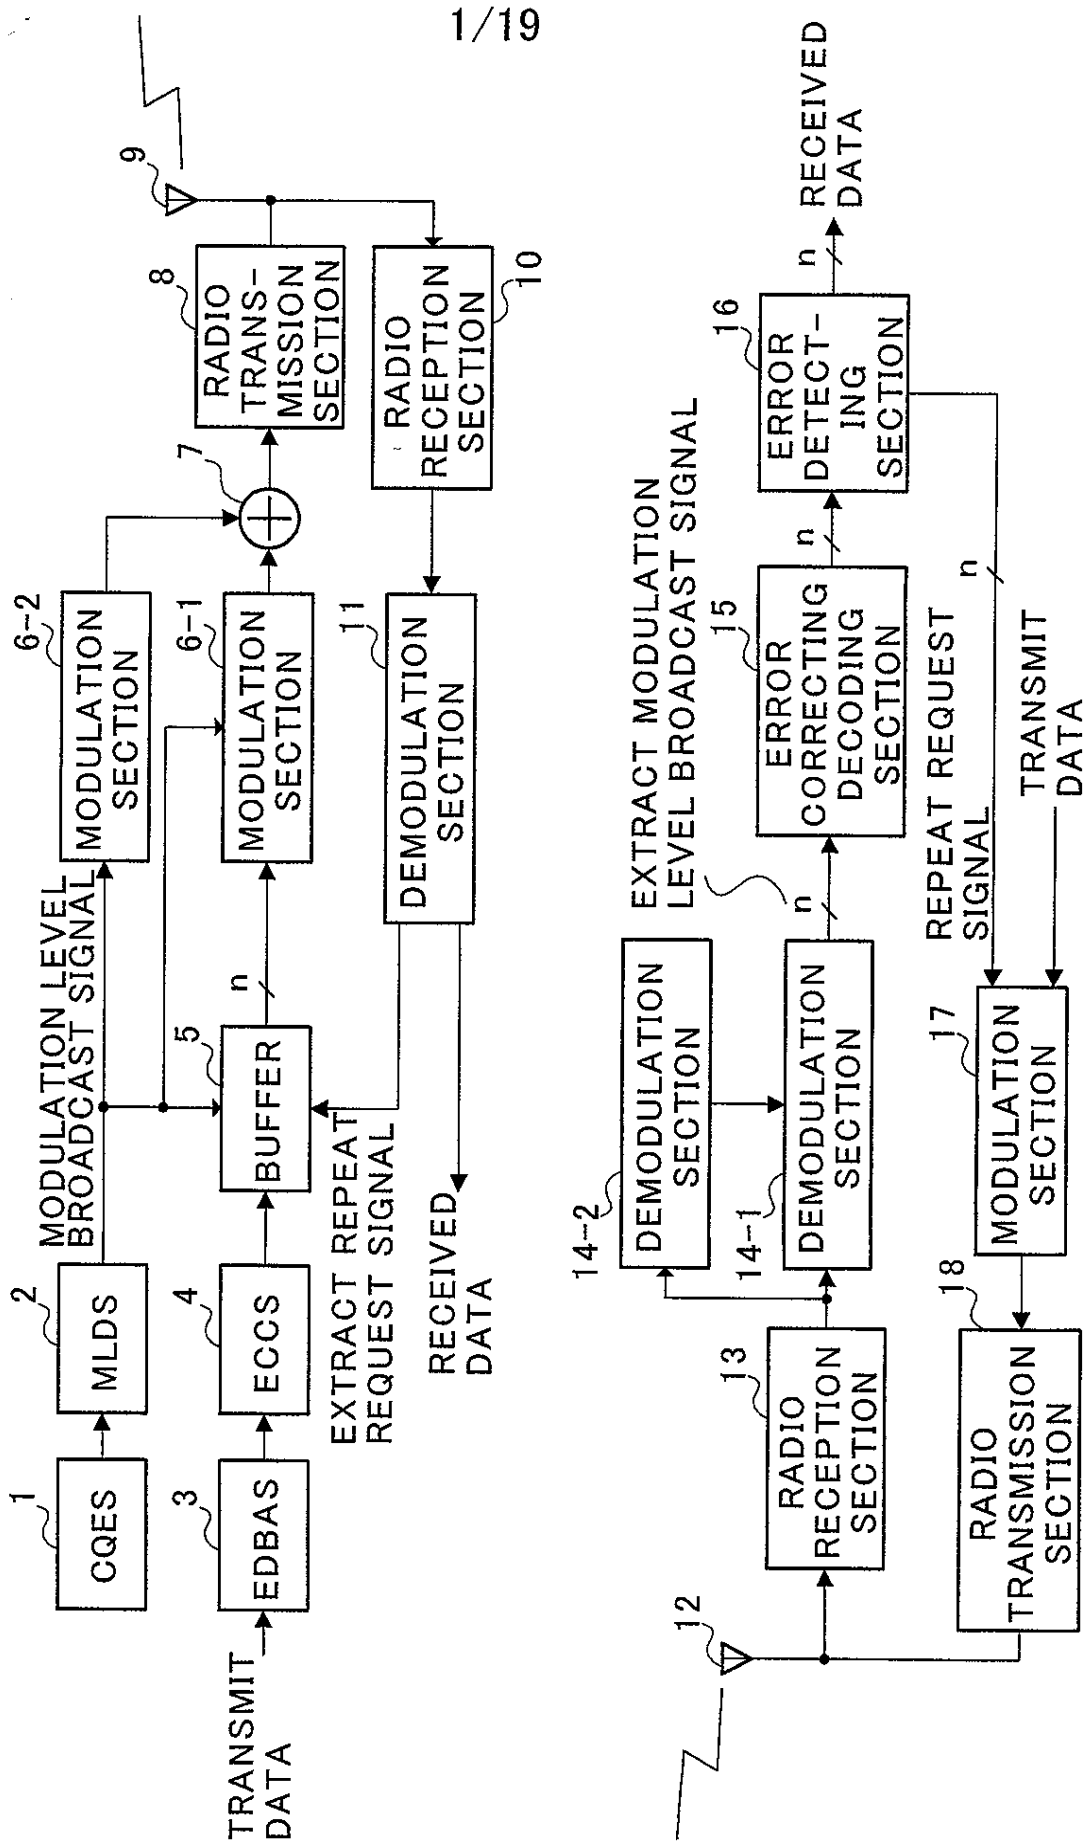 1/19
MODULATION LEVEL
BROADCAST SIGNAL
1
CQES
2
MLDS
6-2
MODULATION
SECTION
TRANSMIT
DATA
3
EDBAS
4
ECCS
5
BUFFER
n
6-1
MODULATION
SECTION
7
8
RADIO
TRANS-
MISSION
SECTION
9
EXTRACT REPEAT
REQUEST SIGNAL
RECEIVED
DATA
11
DEMODULATION
SECTION
10
RADIO
RECEPTION
SECTION
12
13
RADIO
RECEPTION
SECTION
14-2
DEMODULATION
SECTION
14-1
DEMODULATION
SECTION
EXTRACT MODULATION
LEVEL BROADCAST SIGNAL
n
15
ERROR
CORRECTING
DECODING
SECTION
n
16
ERROR
DETECT-
ING
SECTION
n
RECEIVED
DATA
n
REPEAT REQUEST
SIGNAL
TRANSMIT
DATA
17
MODULATION
SECTION
18
RADIO
TRANSMISSION
SECTION